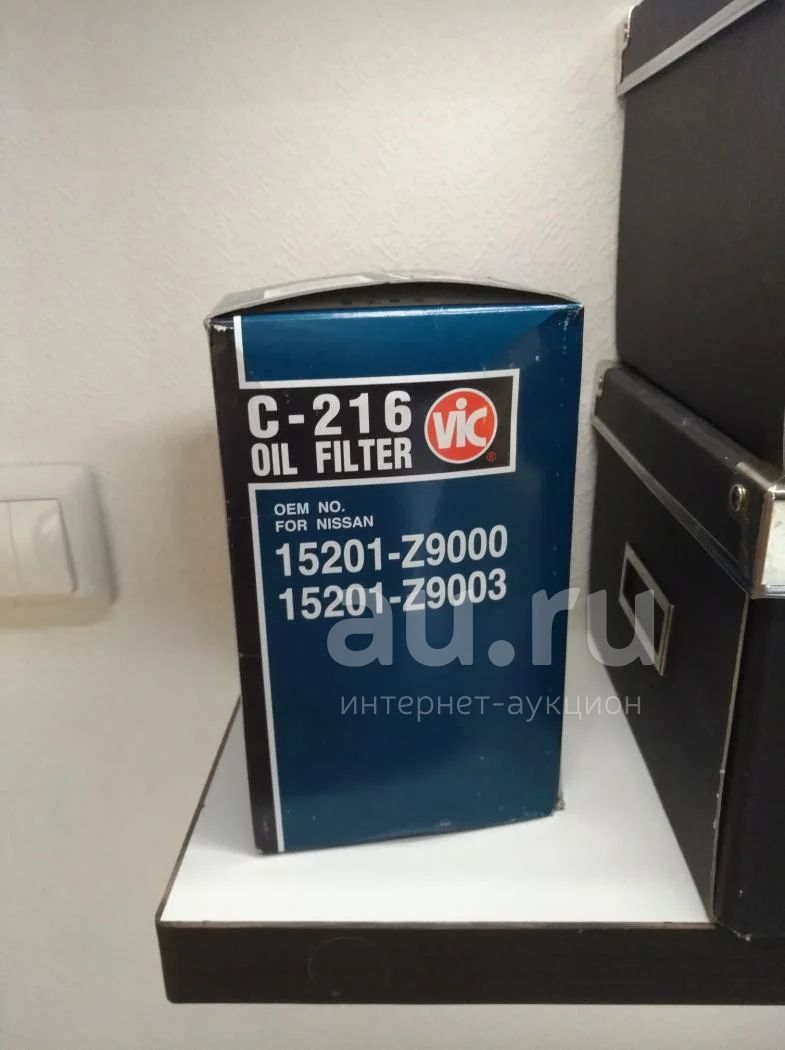 C-216
OIL FILTER
VIC
®
OEM NO.
FOR NISSAN
15201-Z9000
15201-Z9003
au.ru
интернет-аукцион